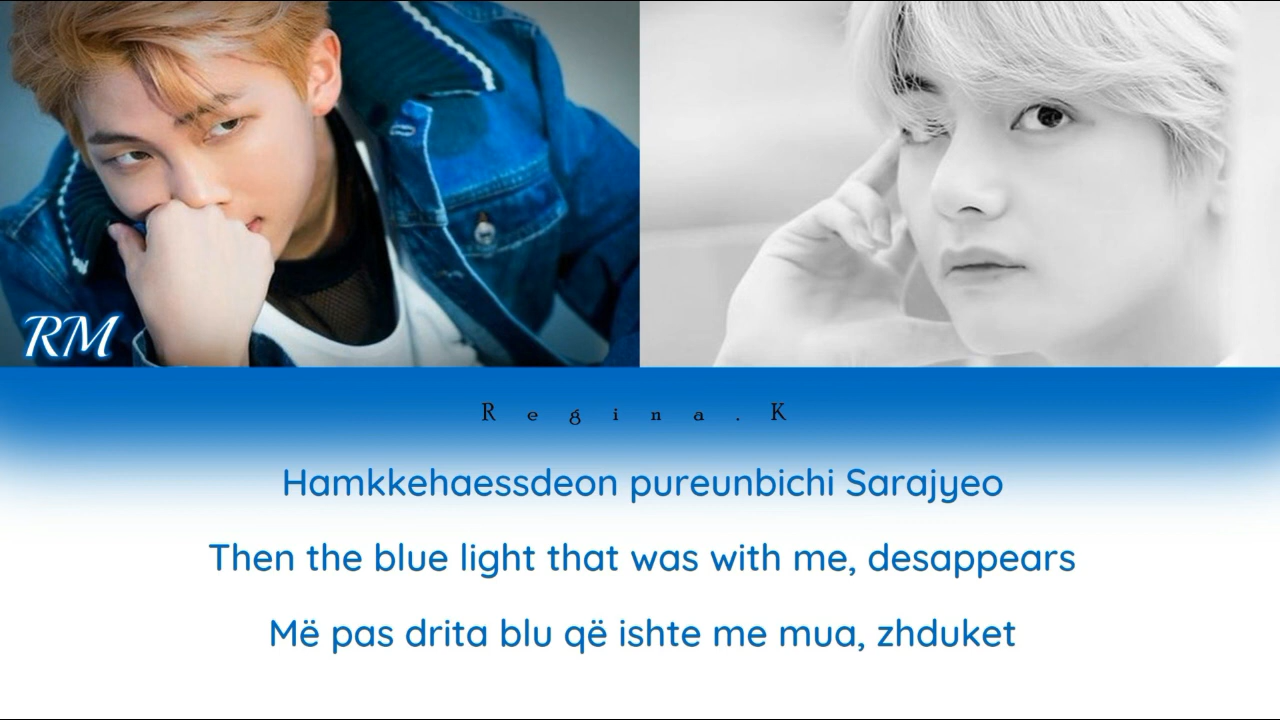 RM
Regina.K
Hamkkehaessdeon pureunbichi Sarajyeo
Then the blue light that was with me, desappears
Më pas drita blu që ishte me mua, zhduket